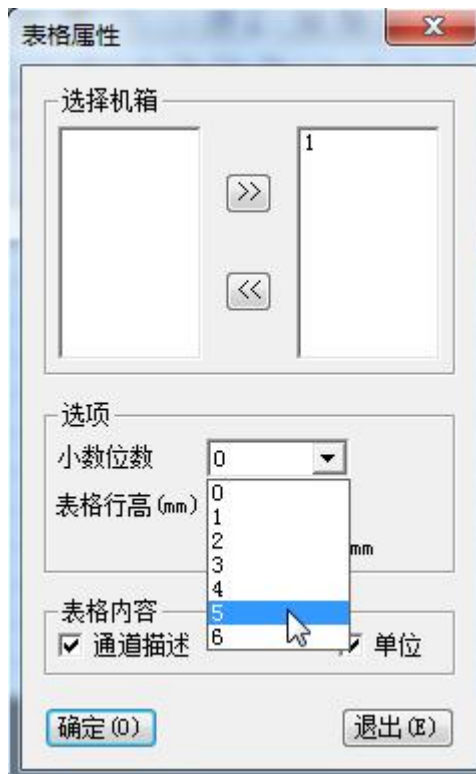 表格属性
选择机箱
1
>>
<<
选项
小数位数 0
0
表格行高(mm) 1
2
3
mm
4
5
6
表格内容
通道描述 单位
确定(O) 退出(E)